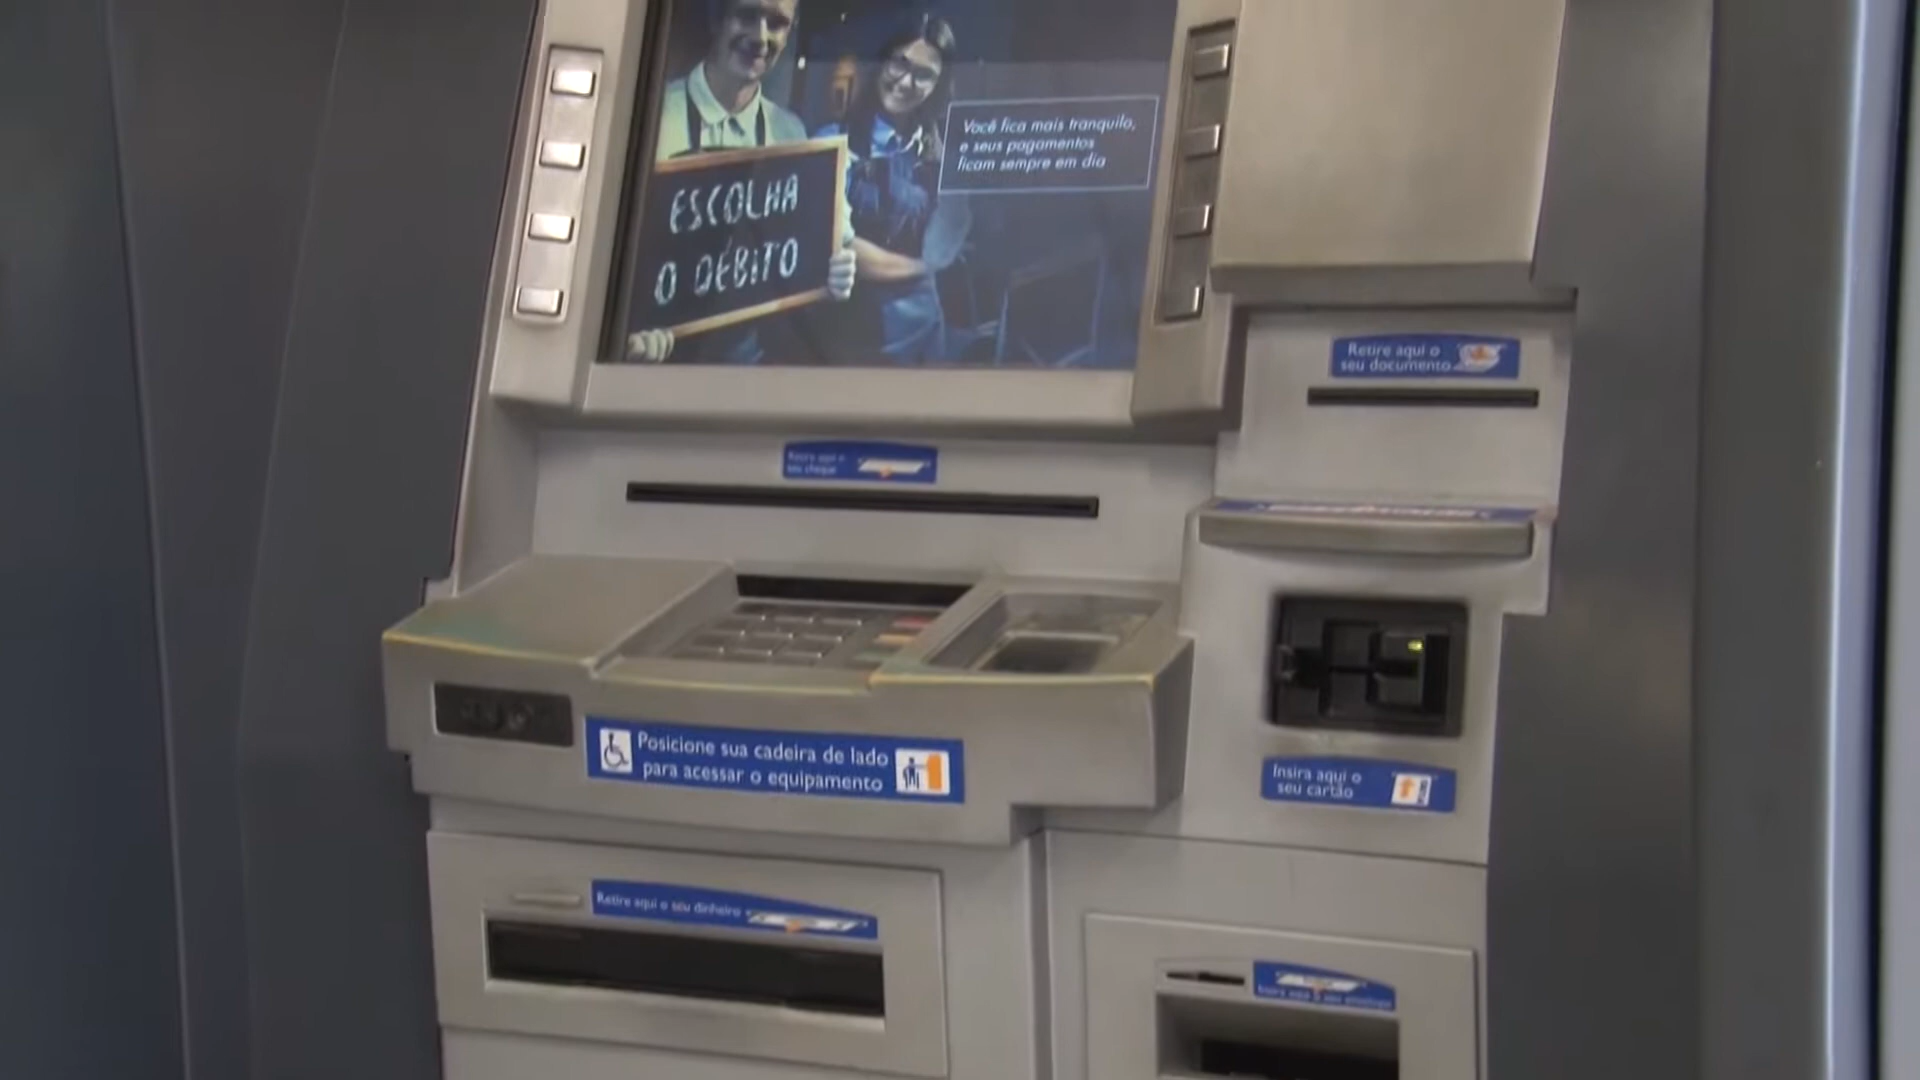 Você fica mais tranquilo,
e seus pagamentos
ficam sempre em dia
ESCOLHA
O DÉBITO
Retire aqui o
seu documento
Retire aqui o
seu cheque
Posicione sua cadeira de lado
para acessar o equipamento
Insira aqui o
seu cartão
Retire aqui o seu dinheiro